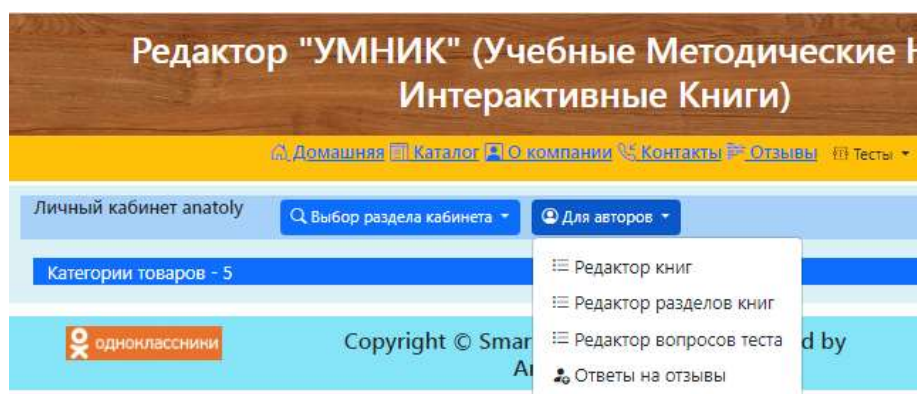 Редактор "УМНИК" (Учебные Методические
Интерактивные Книги)
Домашняя Каталог О компании Контакты Отзывы Тесты
Личный кабинет anatoly Выбор раздела кабинета Для авторов
Категории товаров - 5
Редактор книг
Редактор разделов книг
Редактор вопросов теста
Ответы на отзывы
одноклассники
Copyright © Smar d by